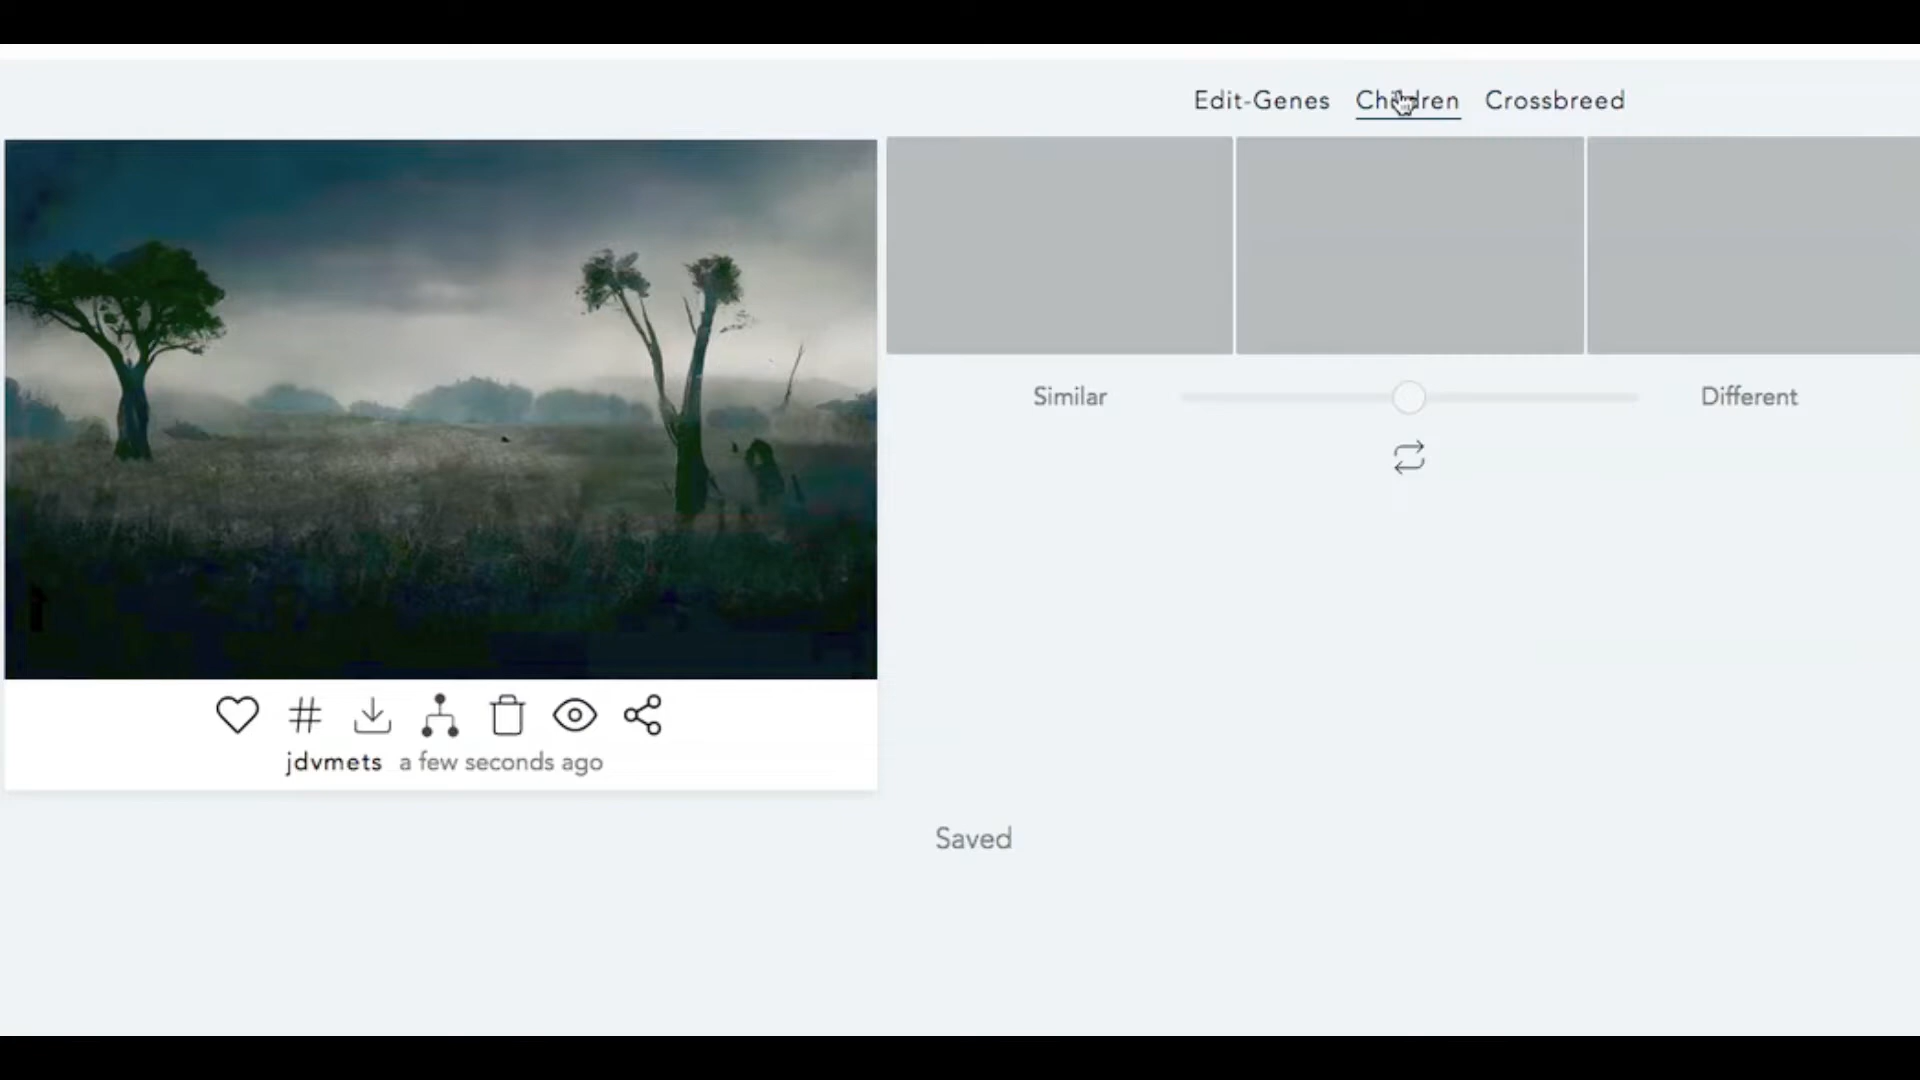 Edit-Genes Children Crossbreed
Similar Different
jdvmets a few seconds ago
Saved